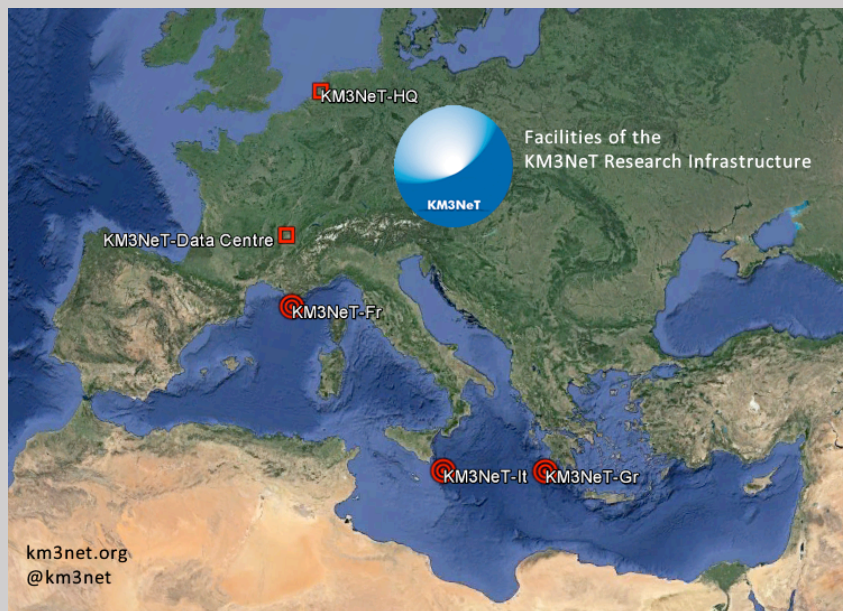 KM3NeT-HQ
Facilities of the
KM3NeT Research Infrastructure
KM3NeT
KM3NeT-Data Centre
KM3NeT-Fr
KM3NeT-It
KM3NeT-Gr
km3net.org
@km3net